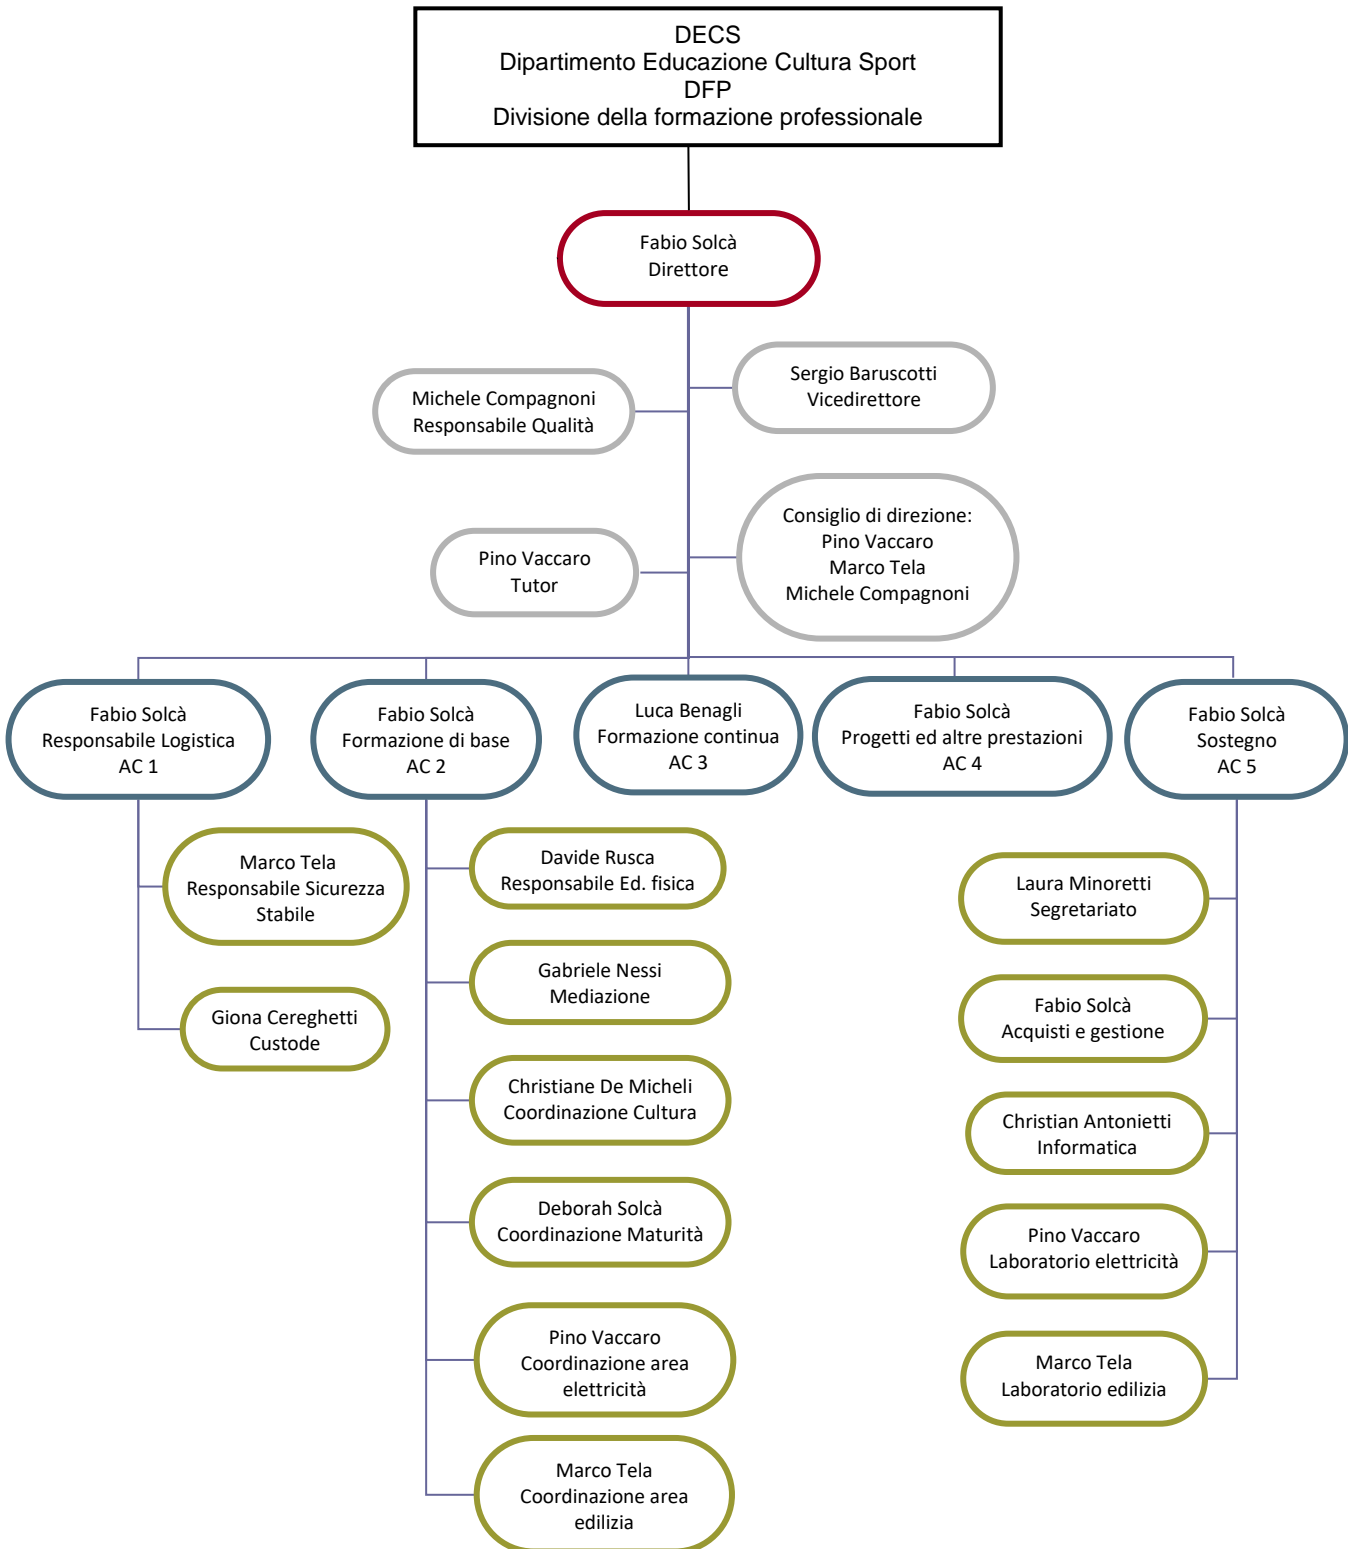 DECS
Dipartimento Educazione Cultura Sport
DFP
Divisione della formazione professionale
Fabio Solcà
Direttore
Sergio Baruscotti
Vicedirettore
Michele Compagnoni
Responsabile Qualità
Consiglio di direzione:
Pino Vaccaro
Marco Tela
Michele Compagnoni
Pino Vaccaro
Tutor
Fabio Solcà
Responsabile Logistica
AC 1
Fabio Solcà
Formazione di base
AC 2
Luca Benagli
Formazione continua
AC 3
Fabio Solcà
Progetti ed altre prestazioni
AC 4
Fabio Solcà
Sostegno
AC 5
Marco Tela
Responsabile Sicurezza
Stabile
Giona Cereghetti
Custode
Davide Rusca
Responsabile Ed. fisica
Gabriele Nessi
Mediazione
Christiane De Micheli
Coordinazione Cultura
Deborah Solcà
Coordinazione Maturità
Pino Vaccaro
Coordinazione area
elettricità
Marco Tela
Coordinazione area
edilizia
Laura Minoretti
Segretariato
Fabio Solcà
Acquisti e gestione
Christian Antonietti
Informatica
Pino Vaccaro
Laboratorio elettricità
Marco Tela
Laboratorio edilizia